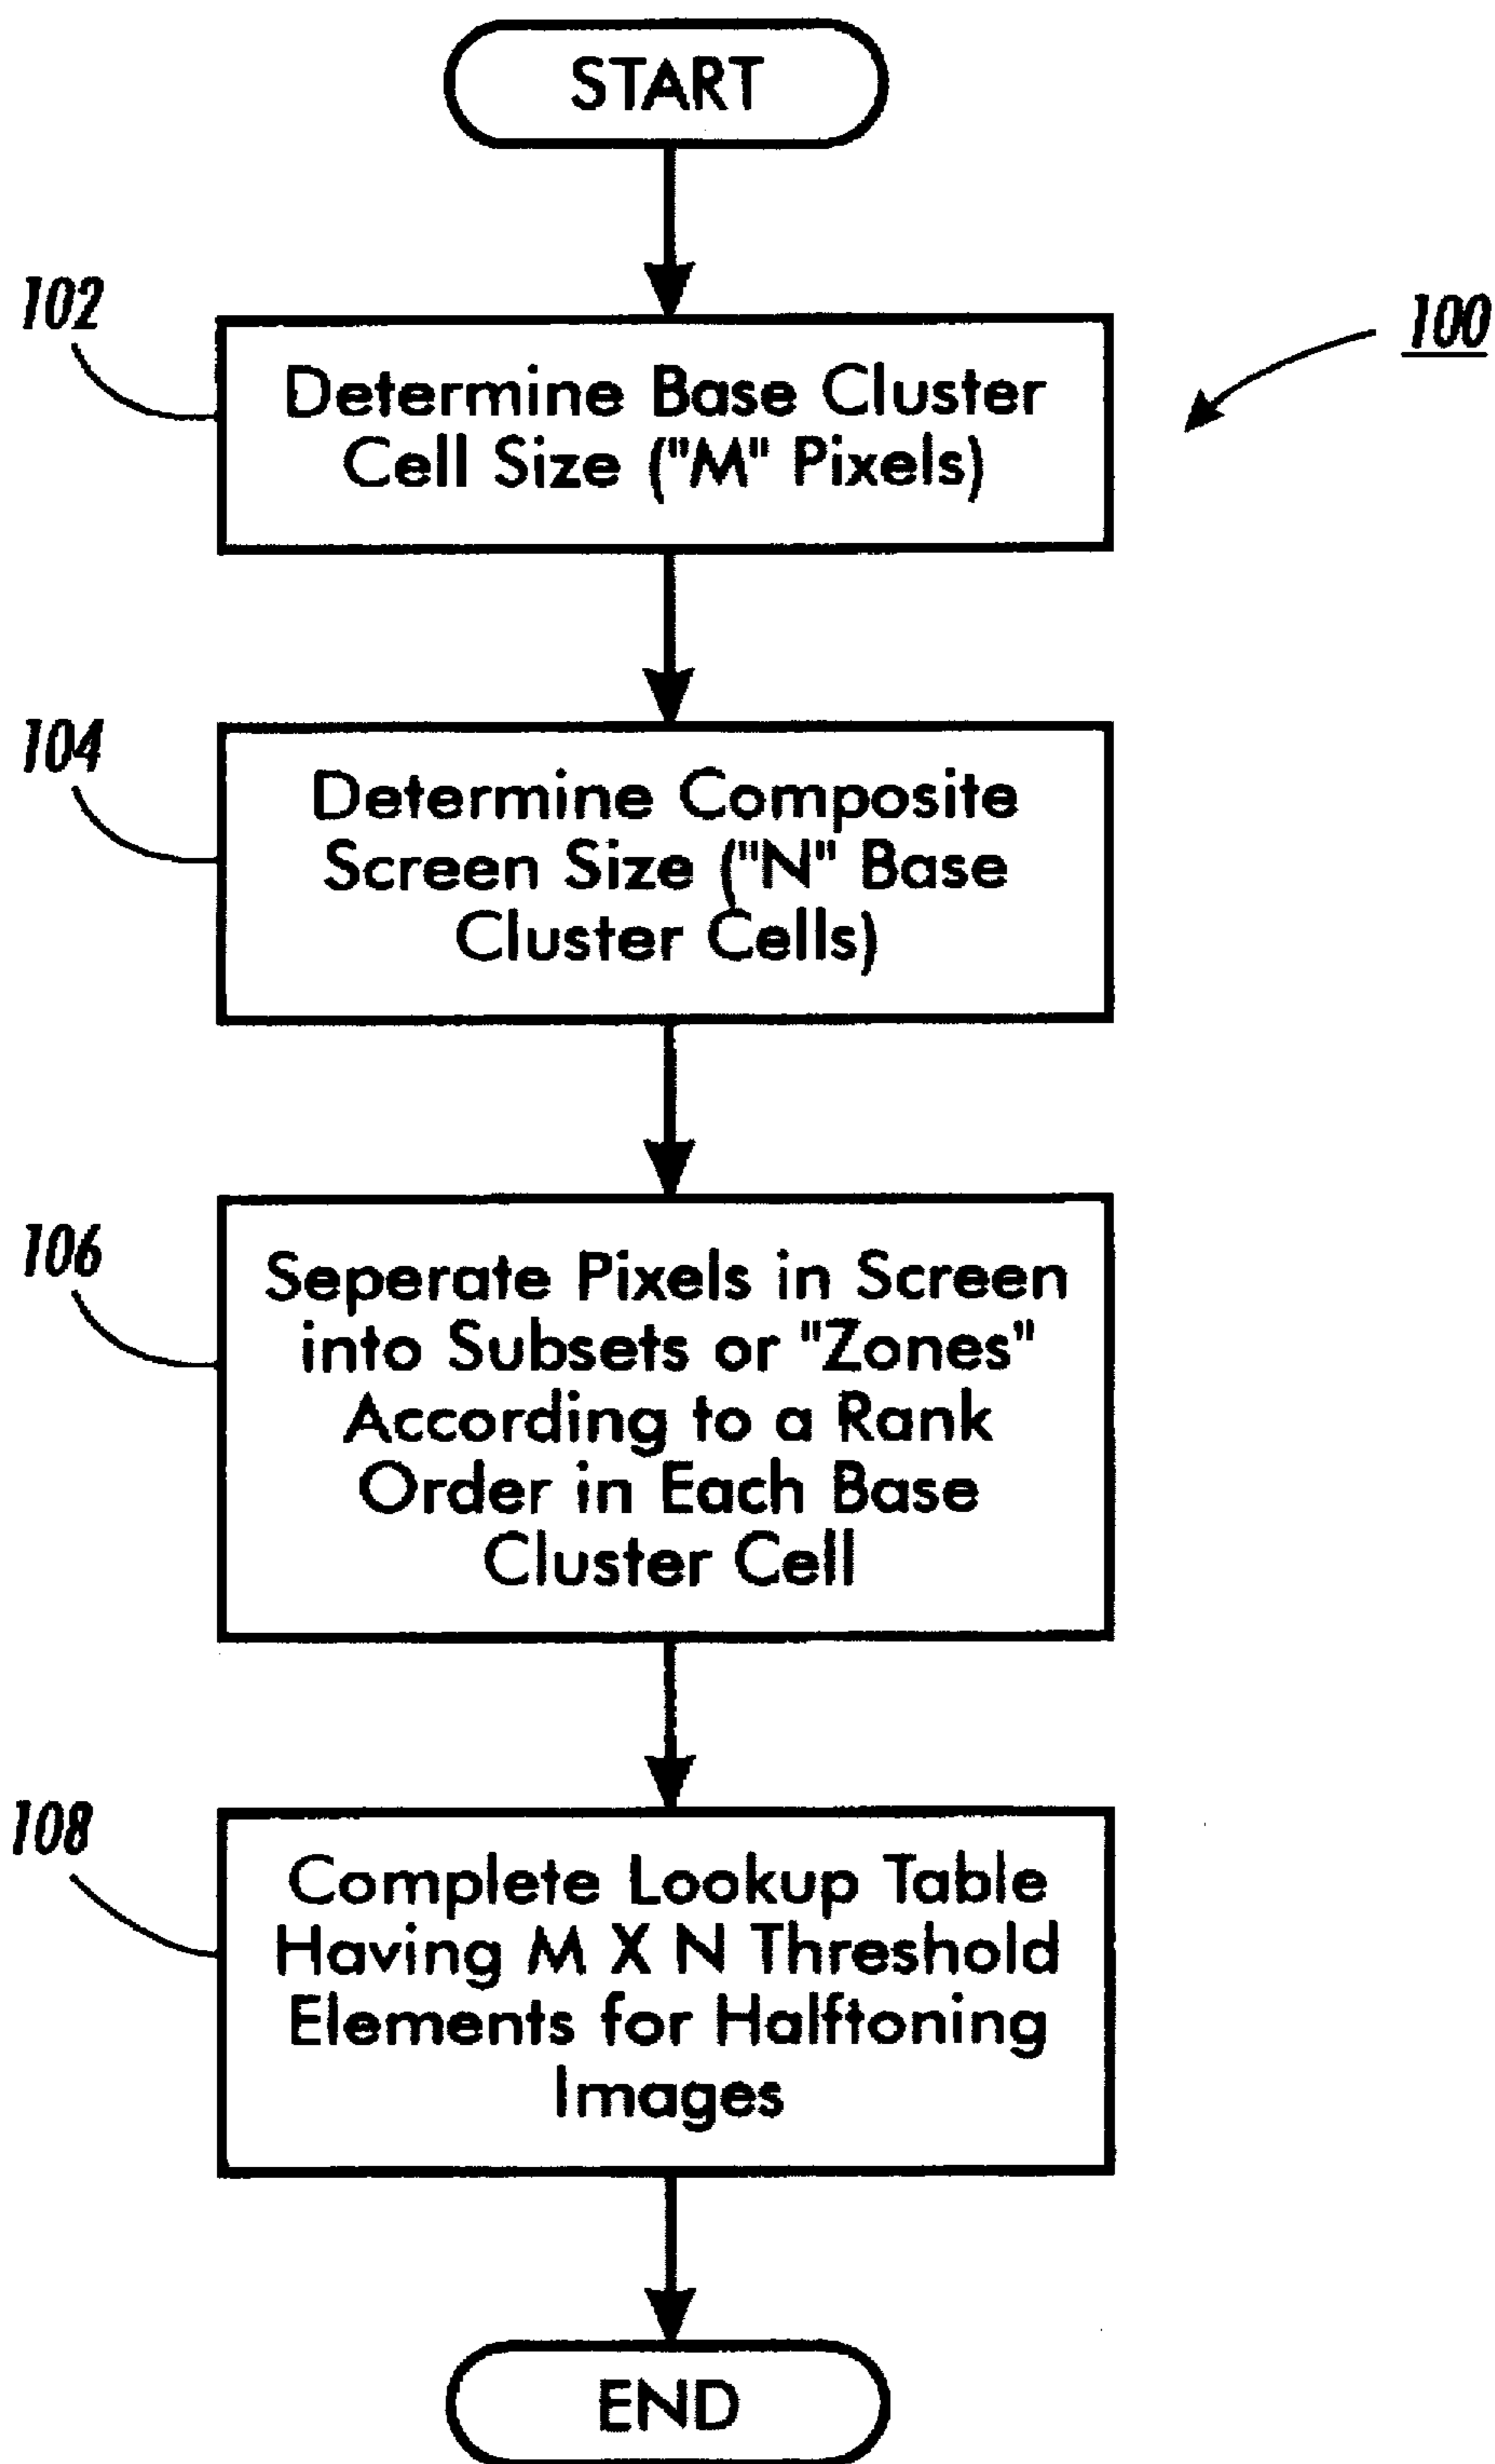 START
102
100
Determine Base Cluster
Cell Size ("M" Pixels)
104
Determine Composite
Screen Size ("N" Base
Cluster Cells)
106
Seperate Pixels in Screen
into Subsets or "Zones"
According to a Rank
Order in Each Base
Cluster Cell
108
Complete Lookup Table
Having M X N Threshold
Elements for Halftoning
Images
END